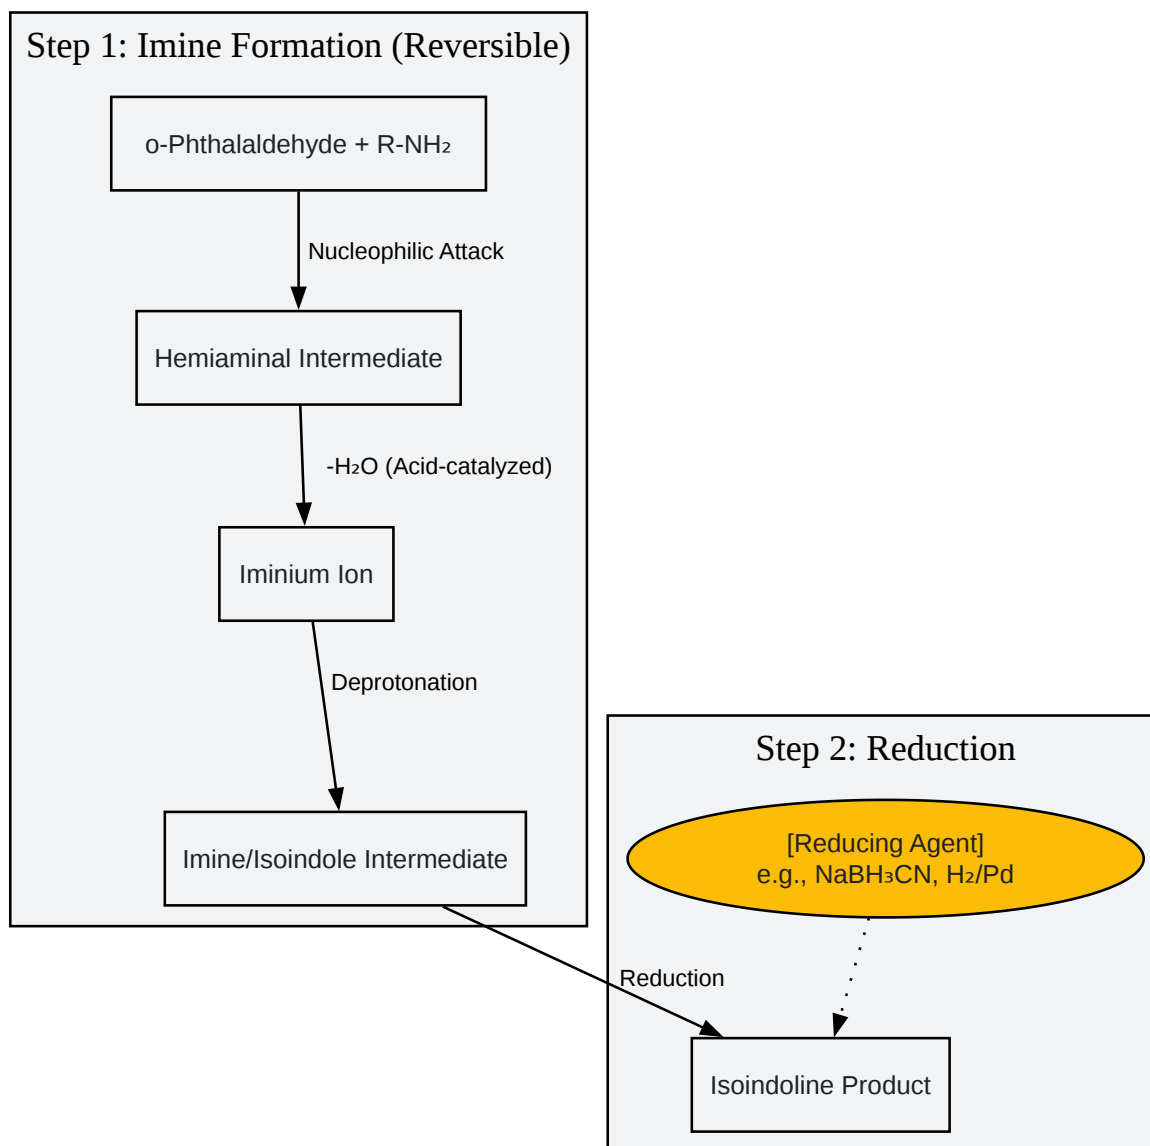 Step 1: Imine Formation (Reversible)
o-Phthalaldehyde + R-NH₂
Nucleophilic Attack
Hemiaminal Intermediate
-H₂O (Acid-catalyzed)
Iminium Ion
Deprotonation
Imine/Isoindole Intermediate
Step 2: Reduction
[Reducing Agent]
e.g., NaBH₃CN, H₂/Pd
Reduction
Isoindoline Product